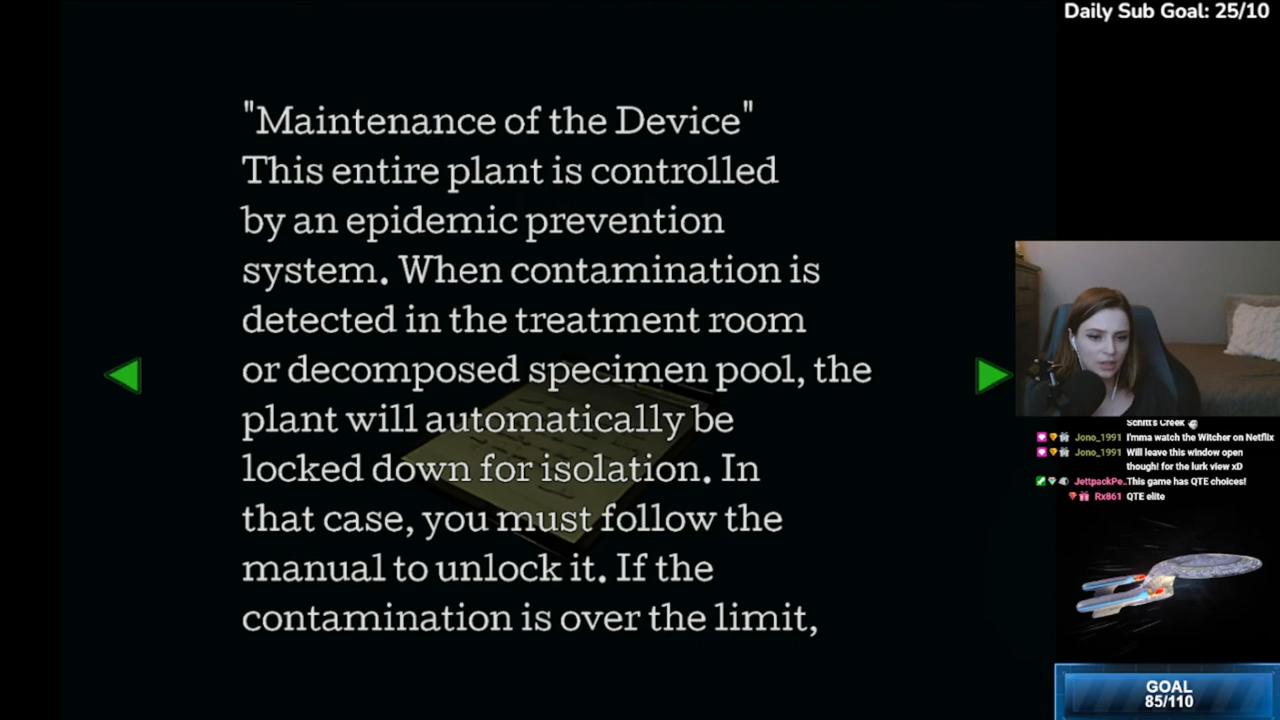 Daily Sub Goal: 25/10
"Maintenance of the Device"
This entire plant is controlled
by an epidemic prevention
system. When contamination is
detected in the treatment room
or decomposed specimen pool, the
plant will automatically be
locked down for isolation. In
that case, you must follow the
manual to unlock it. If the
contamination is over the limit,
Schitt's Creek
Jono_1991 I'mma watch the Witcher on Netflix
Jono_1991 Will leave this window open
though! for the lurk view xD
JettpackPe.. This game has QTE choices!
Rx861 QTE elite
GOAL
85/110